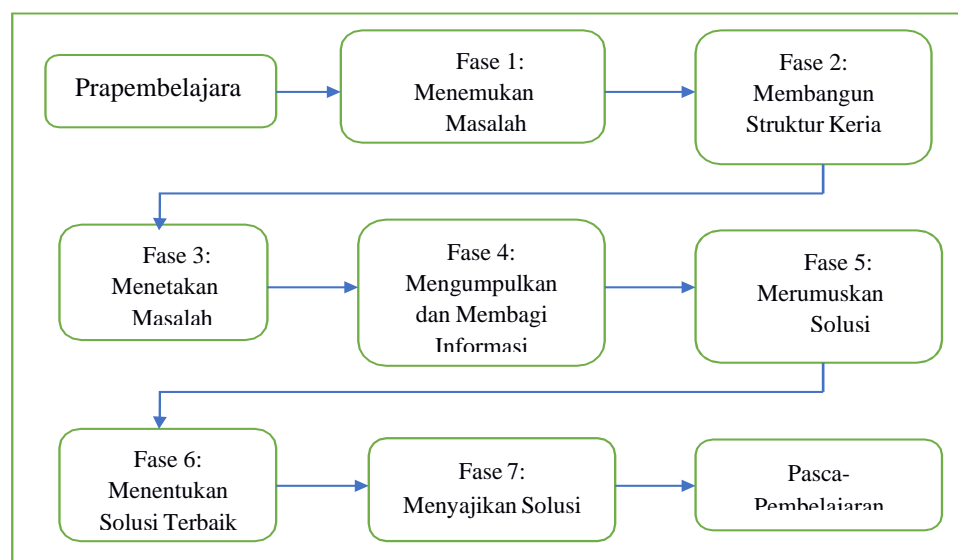 Prapembelajara
Fase 1:
Menemukan
Masalah
Fase 2:
Membangun
Struktur Kerja
Fase 3:
Menetakan
Masalah
Fase 4:
Mengumpulkan
dan Membagi
Informasi
Fase 5:
Merumuskan
Solusi
Fase 6:
Menentukan
Solusi Terbaik
Fase 7:
Menyajikan Solusi
Pasca-
Pembelajaran